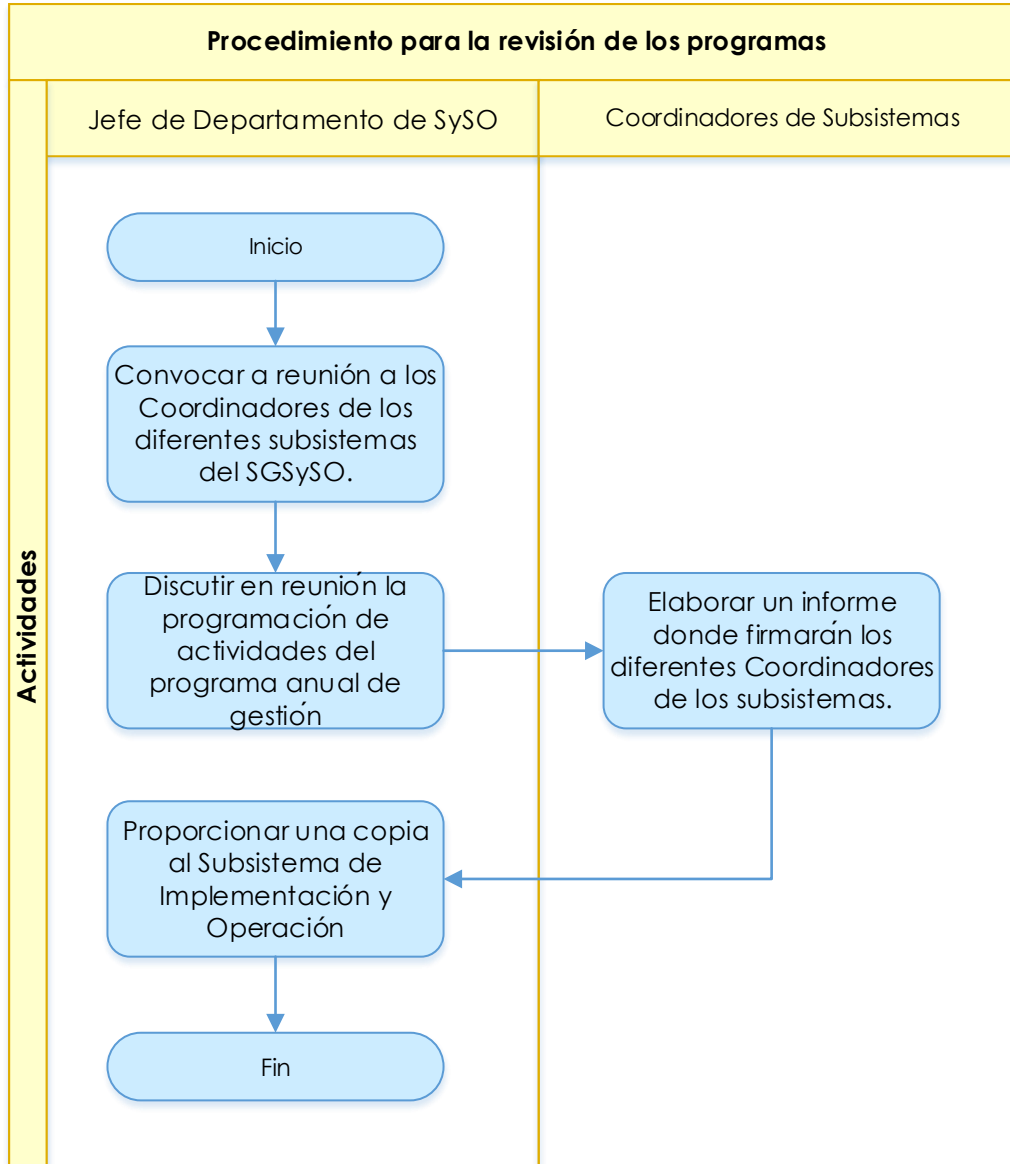 Procedimiento para la revisión de los programas
Jefe de Departamento de SySO
Coordinadores de Subsistemas
Actividades
Inicio
Convocar a reunión a los
Coordinadores de los
diferentes subsistemas
del SGSySO.
Discutir en reunión la
programación de
actividades del
programa anual de
gestión
Elaborar un informe
donde firmarán los
diferentes Coordinadores
de los subsistemas.
Proporcionar una copia
al Subsistema de
Implementación y
Operación
Fin